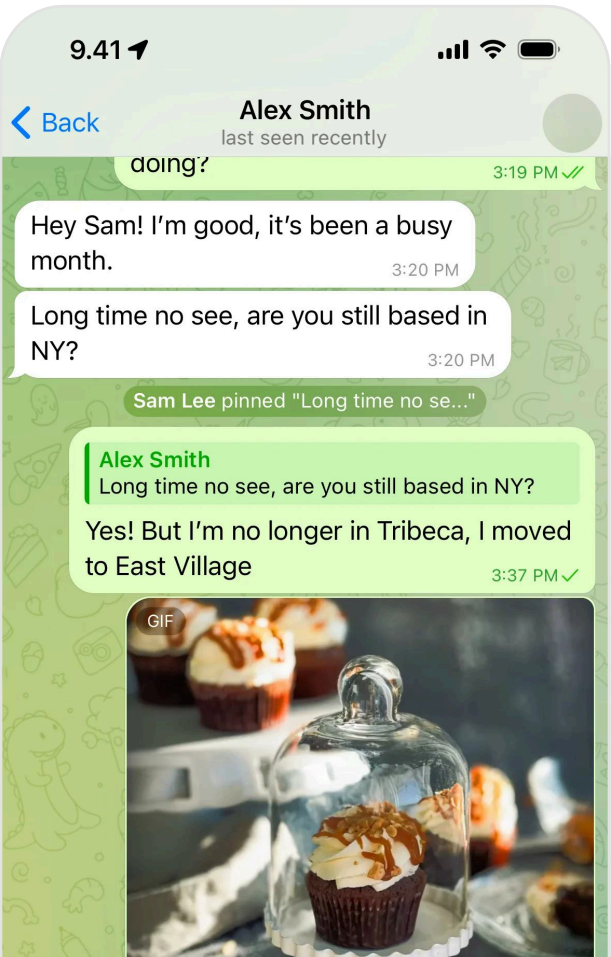 9.41
Back
Alex Smith
last seen recently
doing?
3:19 PM
Hey Sam! I’m good, it’s been a busy
month.
3:20 PM
Long time no see, are you still based in
NY?
3:20 PM
Sam Lee pinned "Long time no se..."
Alex Smith
Long time no see, are you still based in NY?
Yes! But I’m no longer in Tribeca, I moved
to East Village
3:37 PM
GIF